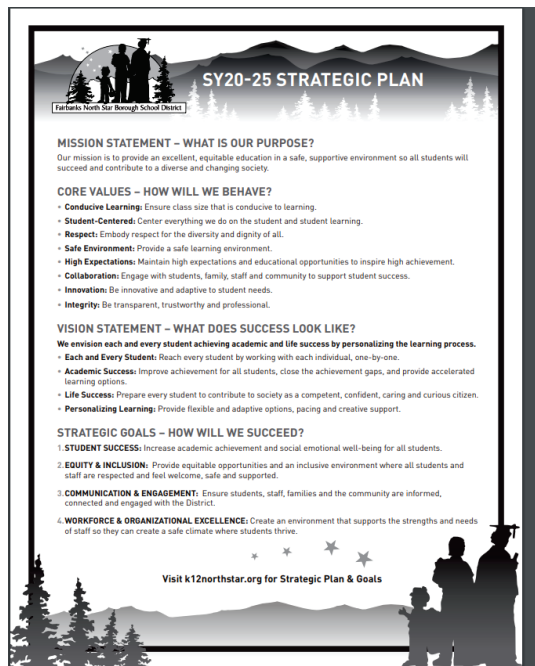 Fairbanks North Star Borough School District
SY20-25 STRATEGIC PLAN
MISSION STATEMENT – WHAT IS OUR PURPOSE?
Our mission is to provide an excellent, equitable education in a safe, supportive environment so all students will
succeed and contribute to a diverse and changing society.
CORE VALUES – HOW WILL WE BEHAVE?
• Conducive Learning: Ensure class size that is conducive to learning.
• Student-Centered: Center everything we do on the student and student learning.
• Respect: Embody respect for the diversity and dignity of all.
• Safe Environment: Provide a safe learning environment.
• High Expectations: Maintain high expectations and educational opportunities to inspire high achievement.
• Collaboration: Engage with students, family, staff and community to support student success.
• Innovation: Be innovative and adaptive to student needs.
• Integrity: Be transparent, trustworthy and professional.
VISION STATEMENT – WHAT DOES SUCCESS LOOK LIKE?
We envision each and every student achieving academic and life success by personalizing the learning process.
• Each and Every Student: Reach every student by working with each individual, one-by-one.
• Academic Success: Improve achievement for all students, close the achievement gaps, and provide accelerated
learning options.
• Life Success: Prepare every student to contribute to society as a competent, confident, caring and curious citizen.
• Personalizing Learning: Provide flexible and adaptive options, pacing and creative support.
STRATEGIC GOALS – HOW WILL WE SUCCEED?
1. STUDENT SUCCESS: Increase academic achievement and social emotional well-being for all students.
2. EQUITY & INCLUSION: Provide equitable opportunities and an inclusive environment where all students and
staff are respected and feel welcome, safe and supported.
3. COMMUNICATION & ENGAGEMENT: Ensure students, staff, families and the community are informed,
connected and engaged with the District.
4. WORKFORCE & ORGANIZATIONAL EXCELLENCE: Create an environment that supports the strengths and needs
of staff so they can create a safe climate where students thrive.
Visit k12northstar.org for Strategic Plan & Goals